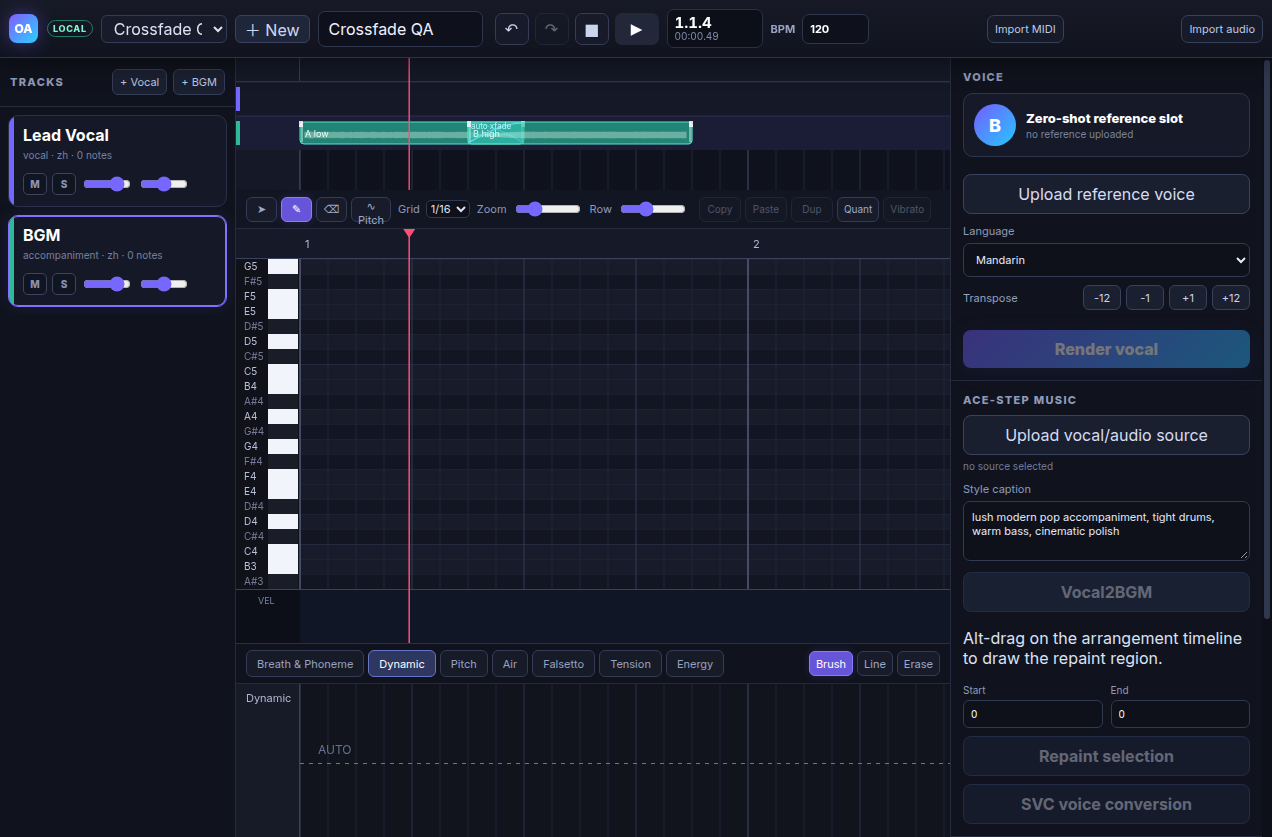 OA
LOCAL
Crossfade C
+ New
Crossfade QA
1.1.4
00:00.49
BPM
120
Import MIDI
Import audio
TRACKS
+ Vocal
+ BGM
Lead Vocal
vocal · zh · 0 notes
M
S
BGM
accompaniment · zh · 0 notes
M
S
A low
auto xfade
B high
Pitch
Grid
1/16
Zoom
Row
Copy
Paste
Dup
Quant
Vibrato
1
2
G5
F#5
F5
E5
D#5
D5
C#5
C5
B4
A#4
A4
G#4
G4
F#4
F4
E4
D#4
D4
C#4
C4
B3
A#3
VEL
Breath & Phoneme
Dynamic
Pitch
Air
Falsetto
Tension
Energy
Brush
Line
Erase
Dynamic
AUTO
VOICE
B
Zero-shot reference slot
no reference uploaded
Upload reference voice
Language
Mandarin
Transpose
-12
-1
+1
+12
Render vocal
ACE-STEP MUSIC
Upload vocal/audio source
no source selected
Style caption
lush modern pop accompaniment, tight drums,
warm bass, cinematic polish
Vocal2BGM
Alt-drag on the arrangement timeline
to draw the repaint region.
Start
End
0
0
Repaint selection
SVC voice conversion